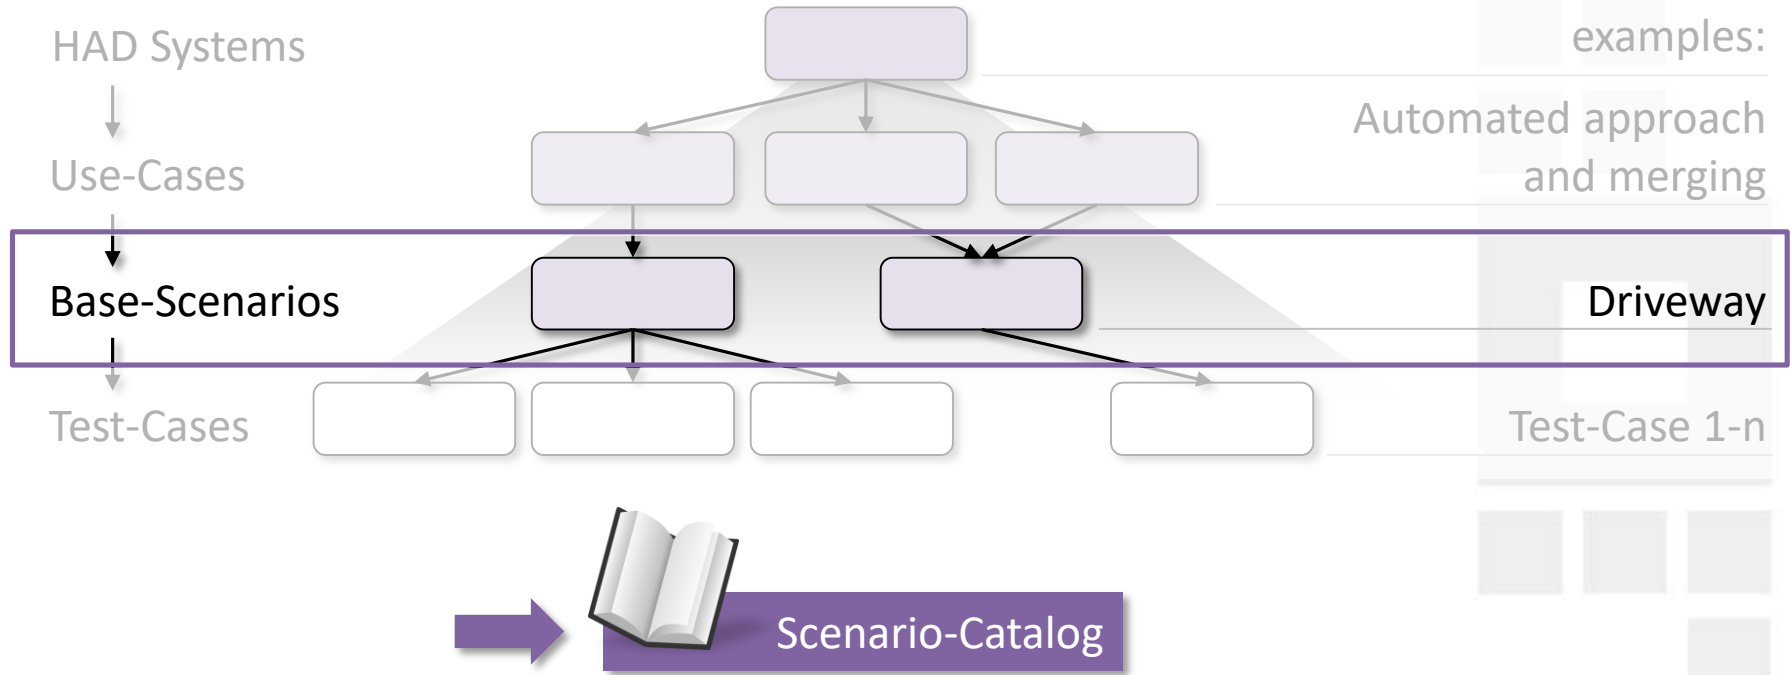 HAD Systems
examples:
Automated approach
and merging
Use-Cases
Base-Scenarios
Driveway
Test-Cases
Test-Case 1-n
Scenario-Catalog